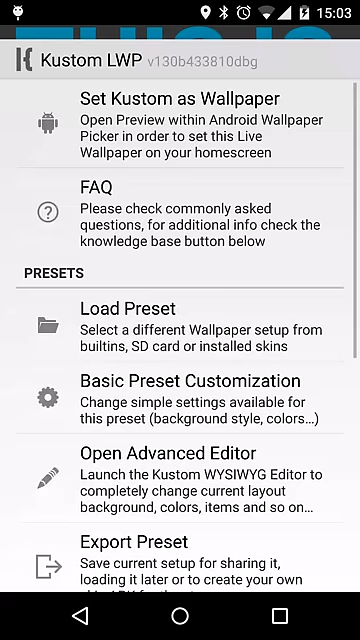 15:03
Kustom LWP v130b433810dbg
Set Kustom as Wallpaper
Open Preview within Android Wallpaper
Picker in order to set this Live
Wallpaper on your homescreen
FAQ
Please check commonly asked
questions, for additional info check the
knowledge base button below
PRESETS
Load Preset
Select a different Wallpaper setup from
builtins, SD card or installed skins
Basic Preset Customization
Change simple settings available for
this preset (background style, colors...)
Open Advanced Editor
Launch the Kustom WYSIWYG Editor to
completely change current layout
background, colors, items and so on...
Export Preset
Save current setup for sharing it,
loading it later or to create your own